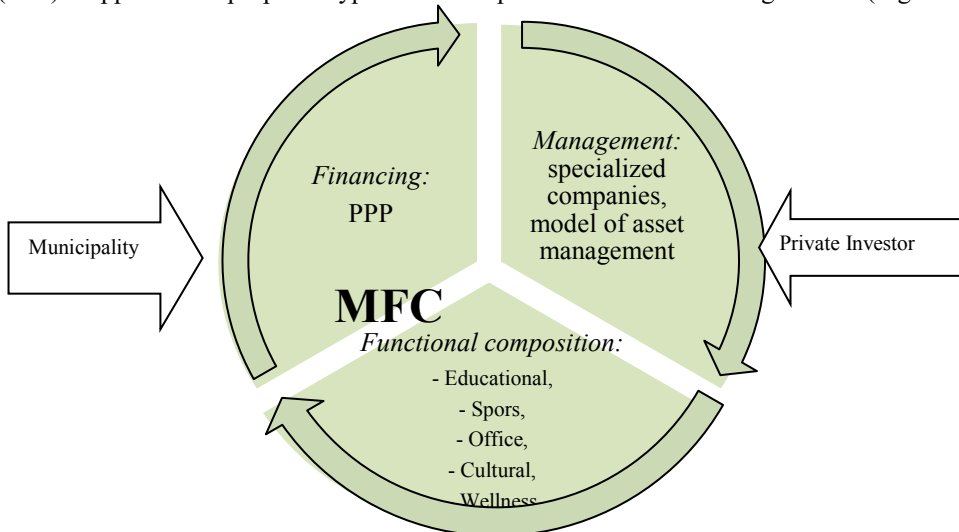 Financing:
PPP
Management:
specialized
companies,
model of asset
management
Municipality
Private Investor
MFC
Functional composition:
- Educational,
- Spors,
- Office,
- Cultural,
Wellness